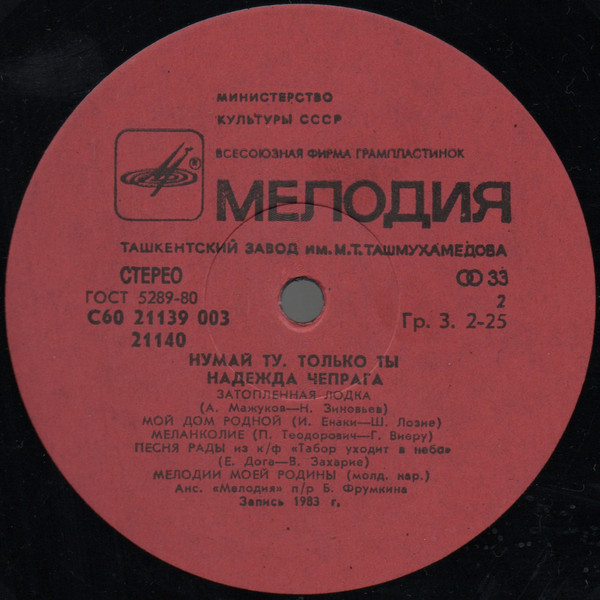 МИНИСТЕРСТВО
КУЛЬТУРЫ СССР
ВСЕСОЮЗНАЯ ФИРМА ГРАМПЛАСТИНОК
®
МЕЛОДИЯ
ТАШКЕНТСКИЙ ЗАВОД ИМ. М.Т. ТАШМУХАМЕДОВА
СТЕРЕО 33
ГОСТ 5289-80 2
С60 21139 003 Гр. 3. 2-25
21140
НУМАЙ ТУ. ТОЛЬКО ТЫ
НАДЕЖДА ЧЕПРАГА
ЗАТОПЛЕННАЯ ЛОДКА
(А. Мажуков—Н. Зиновьев)
МОЙ ДОМ РОДНОЙ (И. Енаки—Ш. Лозие)
МЕЛАНКОЛИЕ (П. Теодорович—Г. Виеру)
ПЕСНЯ РАДЫ из к/ф «Табор уходит в небо»
(Е. Дога—В. Захарие)
МЕЛОДИИ МОЕЙ РОДИНЫ (молд. нар.)
Анс. «Мелодия» п/р Б. Фрумкина
Запись 1983 г,